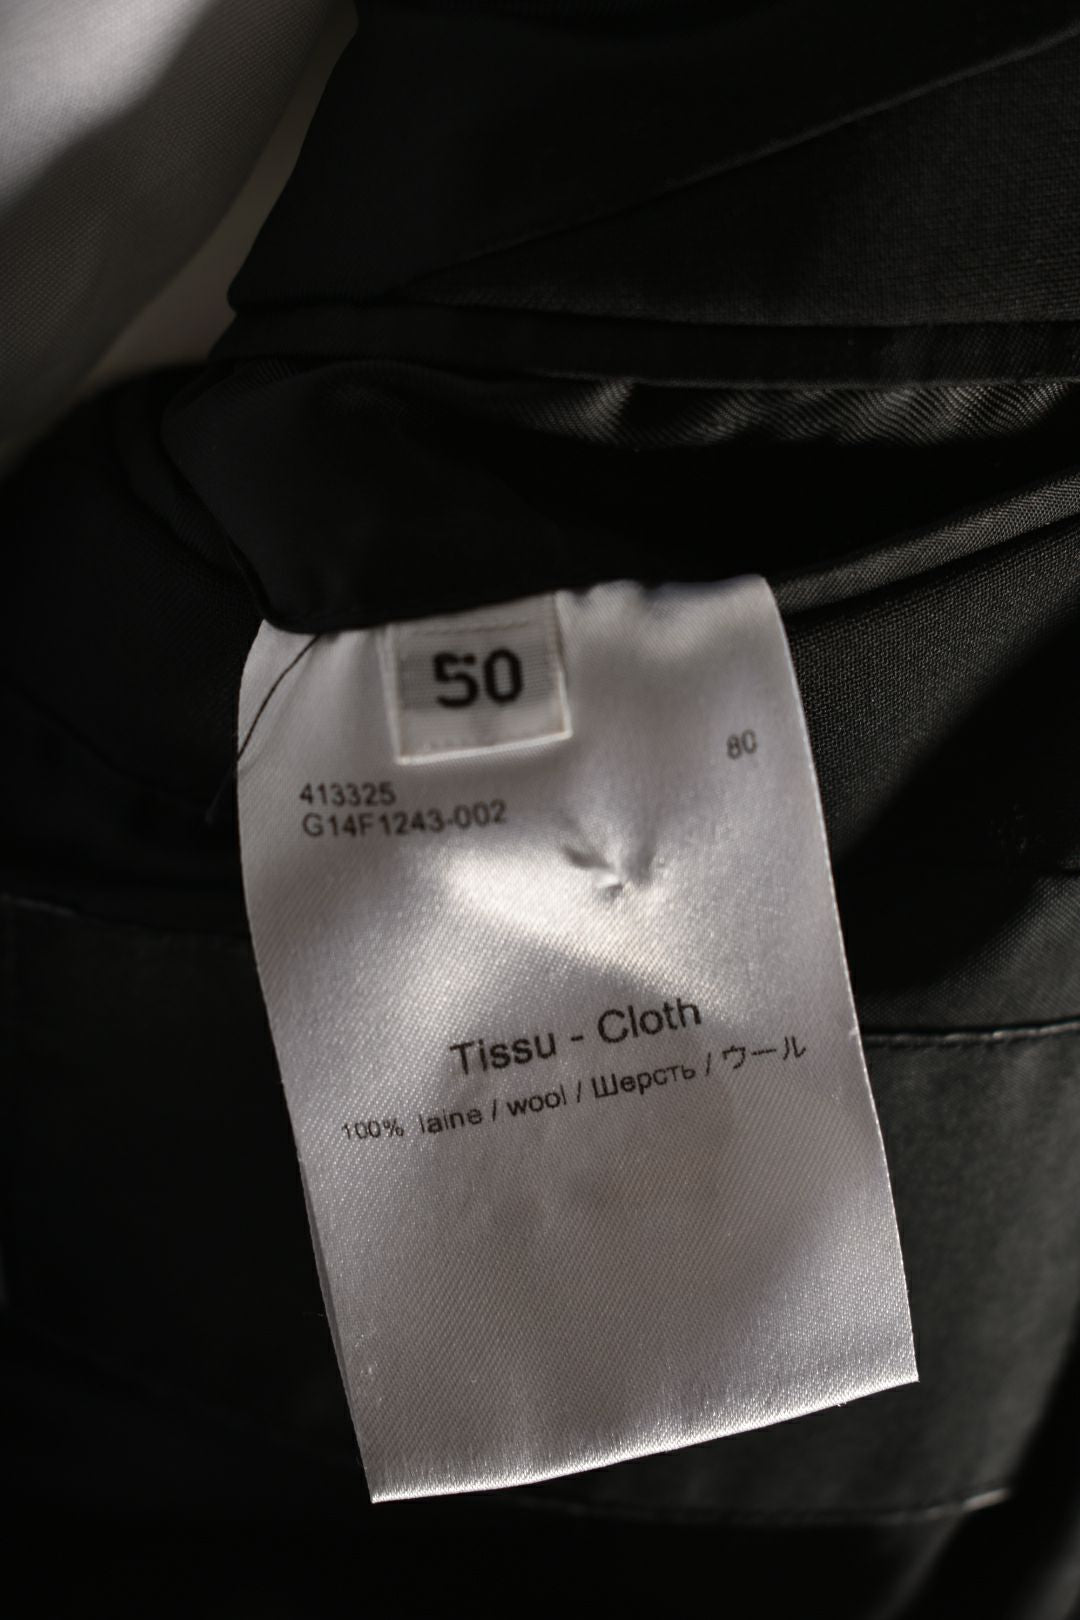 50
80
413325
G14F1243-002
Tissu - Cloth
100% laine / wool / Шерсть / ウール